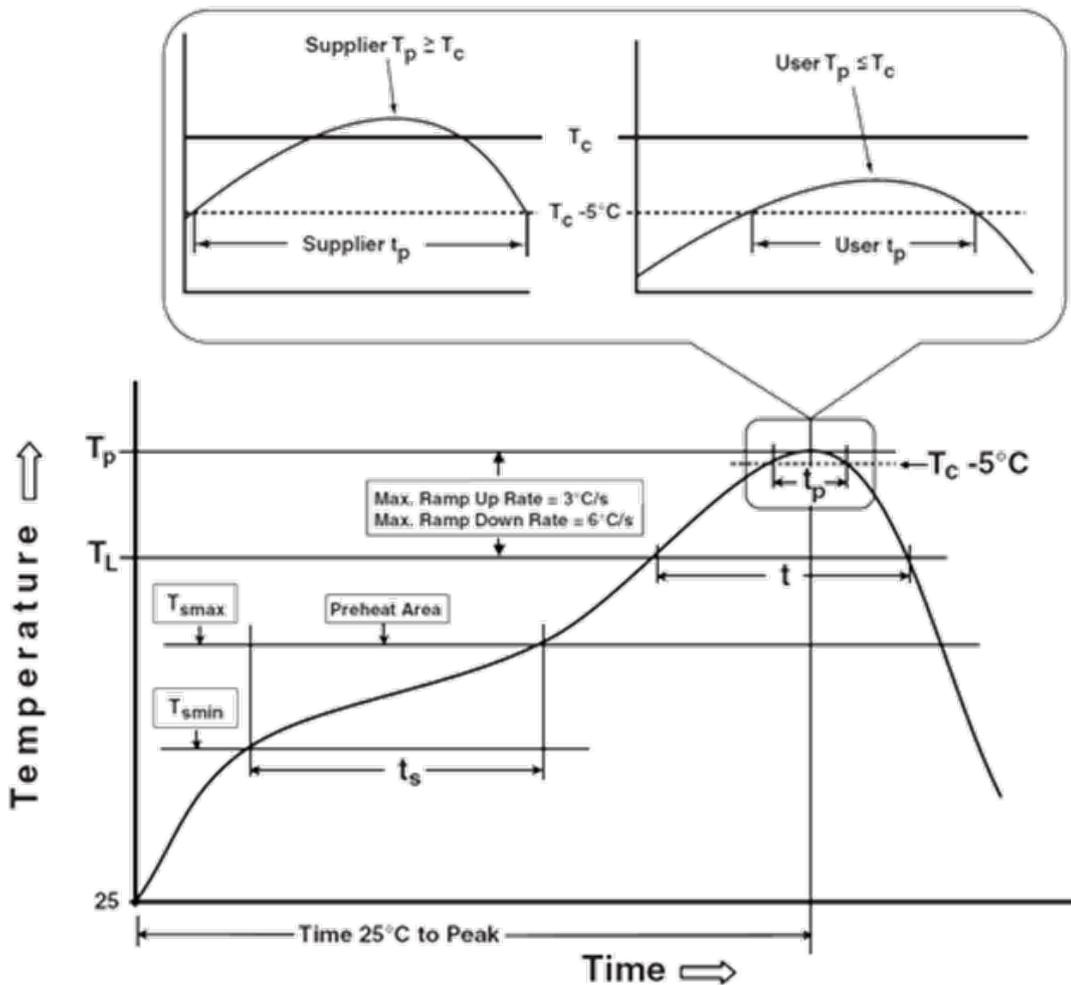 Supplier Tp ≥ Tc
User Tp ≤ Tc
Tc
Tc -5°C
Supplier tp
User tp
Tp
Tc -5°C
tp
Max. Ramp Up Rate = 3°C/s
Max. Ramp Down Rate = 6°C/s
TL
t
Tsmax
Preheat Area
Tsmin
ts
Temperature
25
Time 25°C to Peak
Time